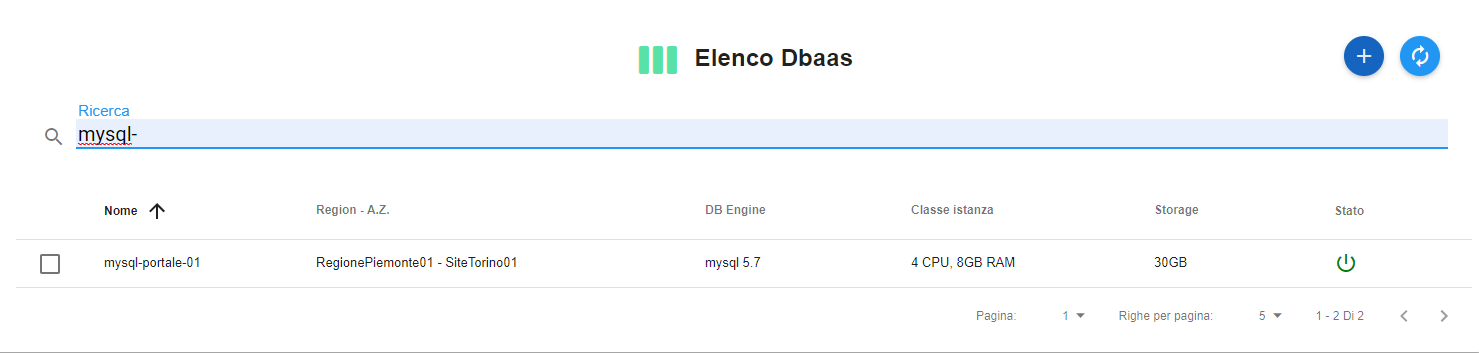 Elenco Dbaas
Ricerca
mysql-
Nome Region - A.Z. DB Engine Classe istanza Storage Stato
mysql-portale-01 RegionePiemonte01 - SiteTorino01 mysql 5.7 4 CPU, 8GB RAM 30GB
Pagina: 1 Righe per pagina: 5 1 - 2 Di 2